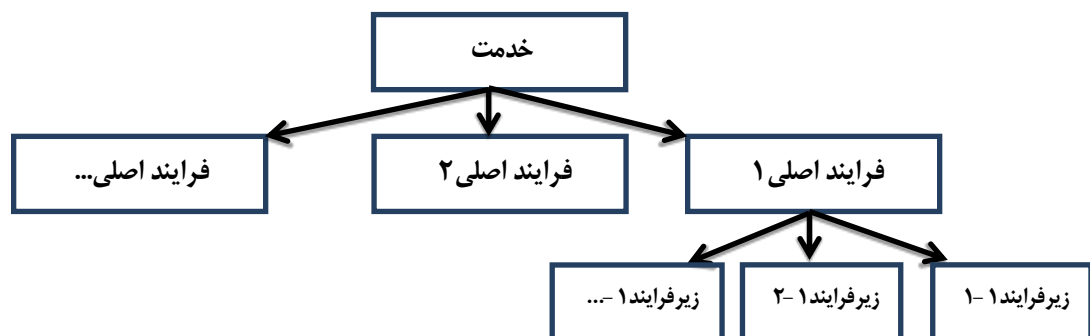 خدمت
فرایند اصلی۱
فرایند اصلی۲
فرایند اصلی...
زیرفرایند۱ -۱
زیرفرایند۱ -۲
زیرفرایند۱ -...